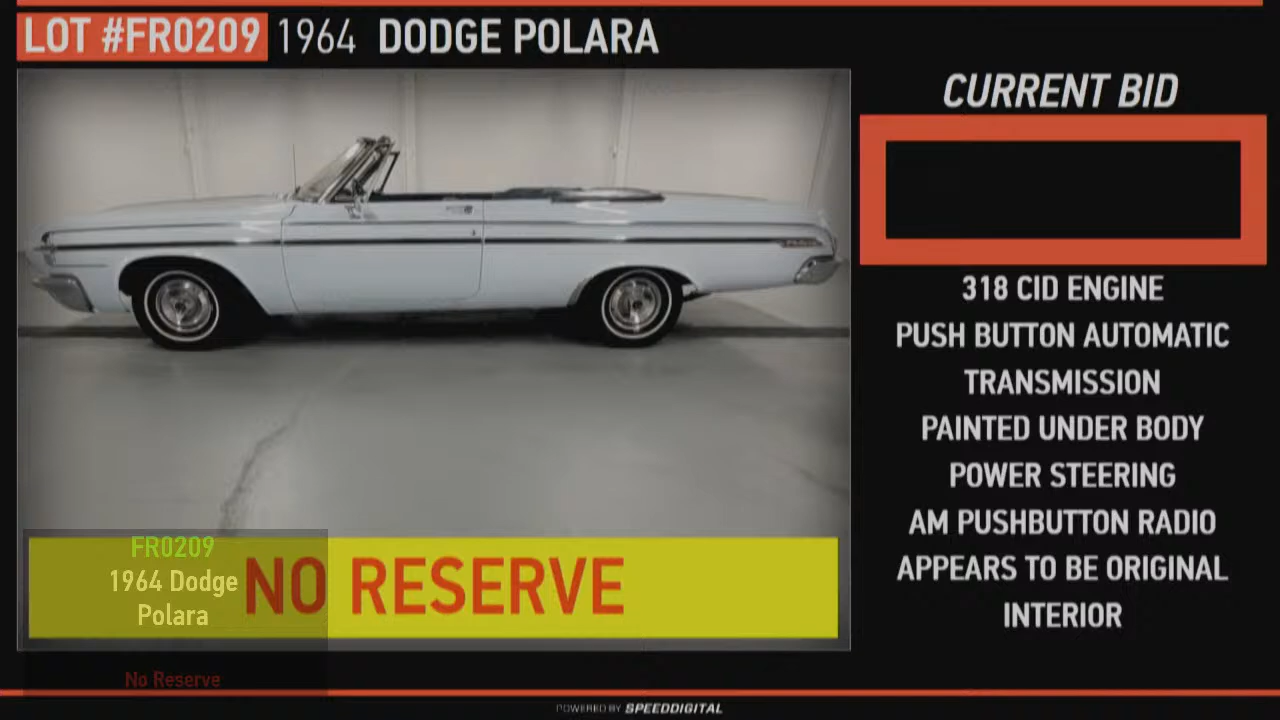 LOT #FR0209 1964 DODGE POLARA
CURRENT BID
318 CID ENGINE
PUSH BUTTON AUTOMATIC
TRANSMISSION
PAINTED UNDER BODY
POWER STEERING
AM PUSHBUTTON RADIO
APPEARS TO BE ORIGINAL
INTERIOR
NO RESERVE
FR0209
1964 Dodge
Polara
No Reserve
POWERED BY SPEEDDIGITAL